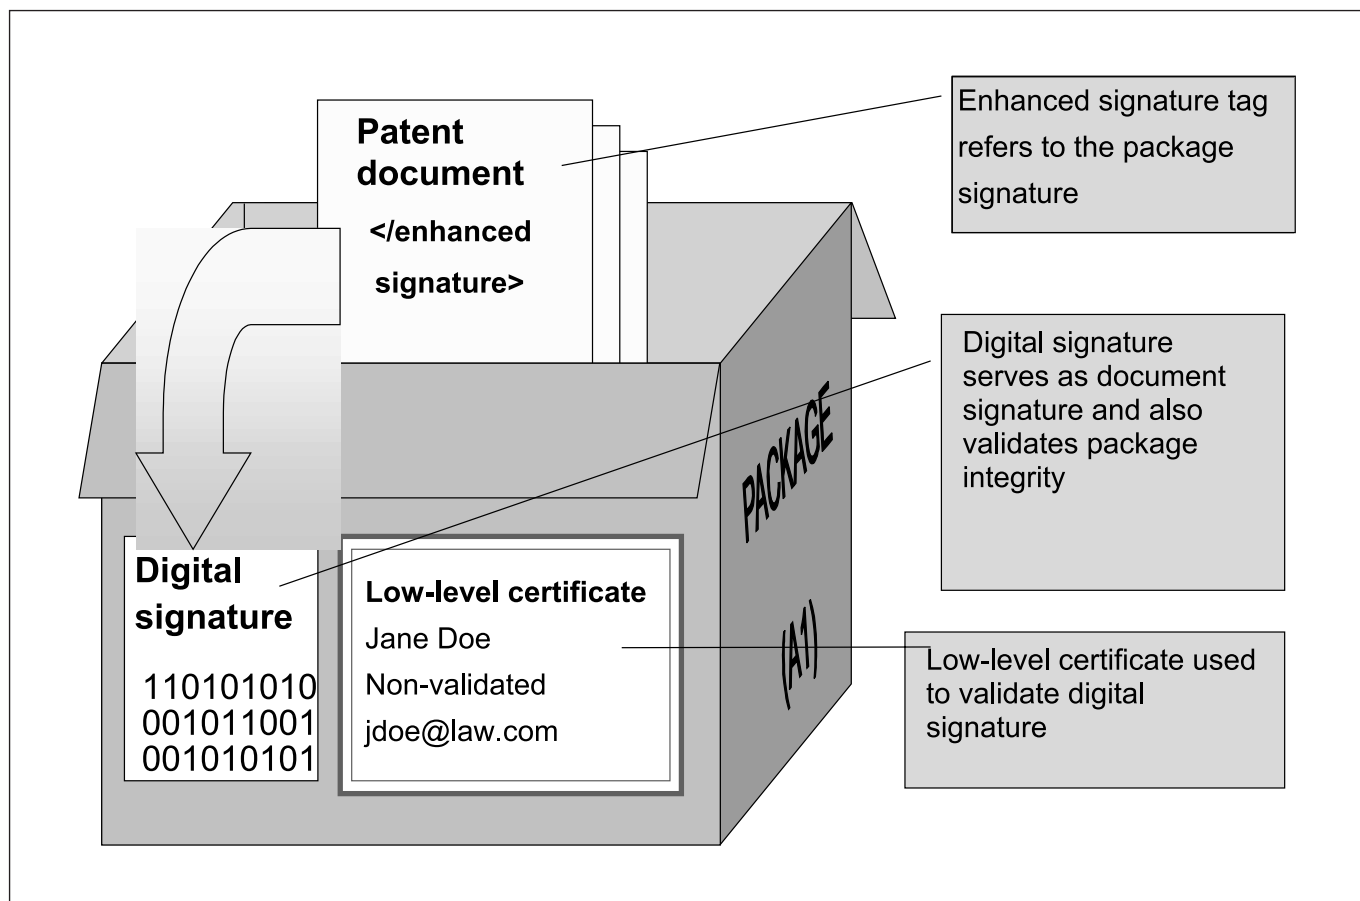 Patent
document
</enhanced
signature>
Enhanced signature tag
refers to the package
signature
Digital signature
serves as document
signature and also
validates package
integrity
PACKAGE
(A1)
Digital
signature
110101010
001011001
001010101
Low-level certificate
Jane Doe
Non-validated
jdoe@law.com
Low-level certificate used
to validate digital
signature